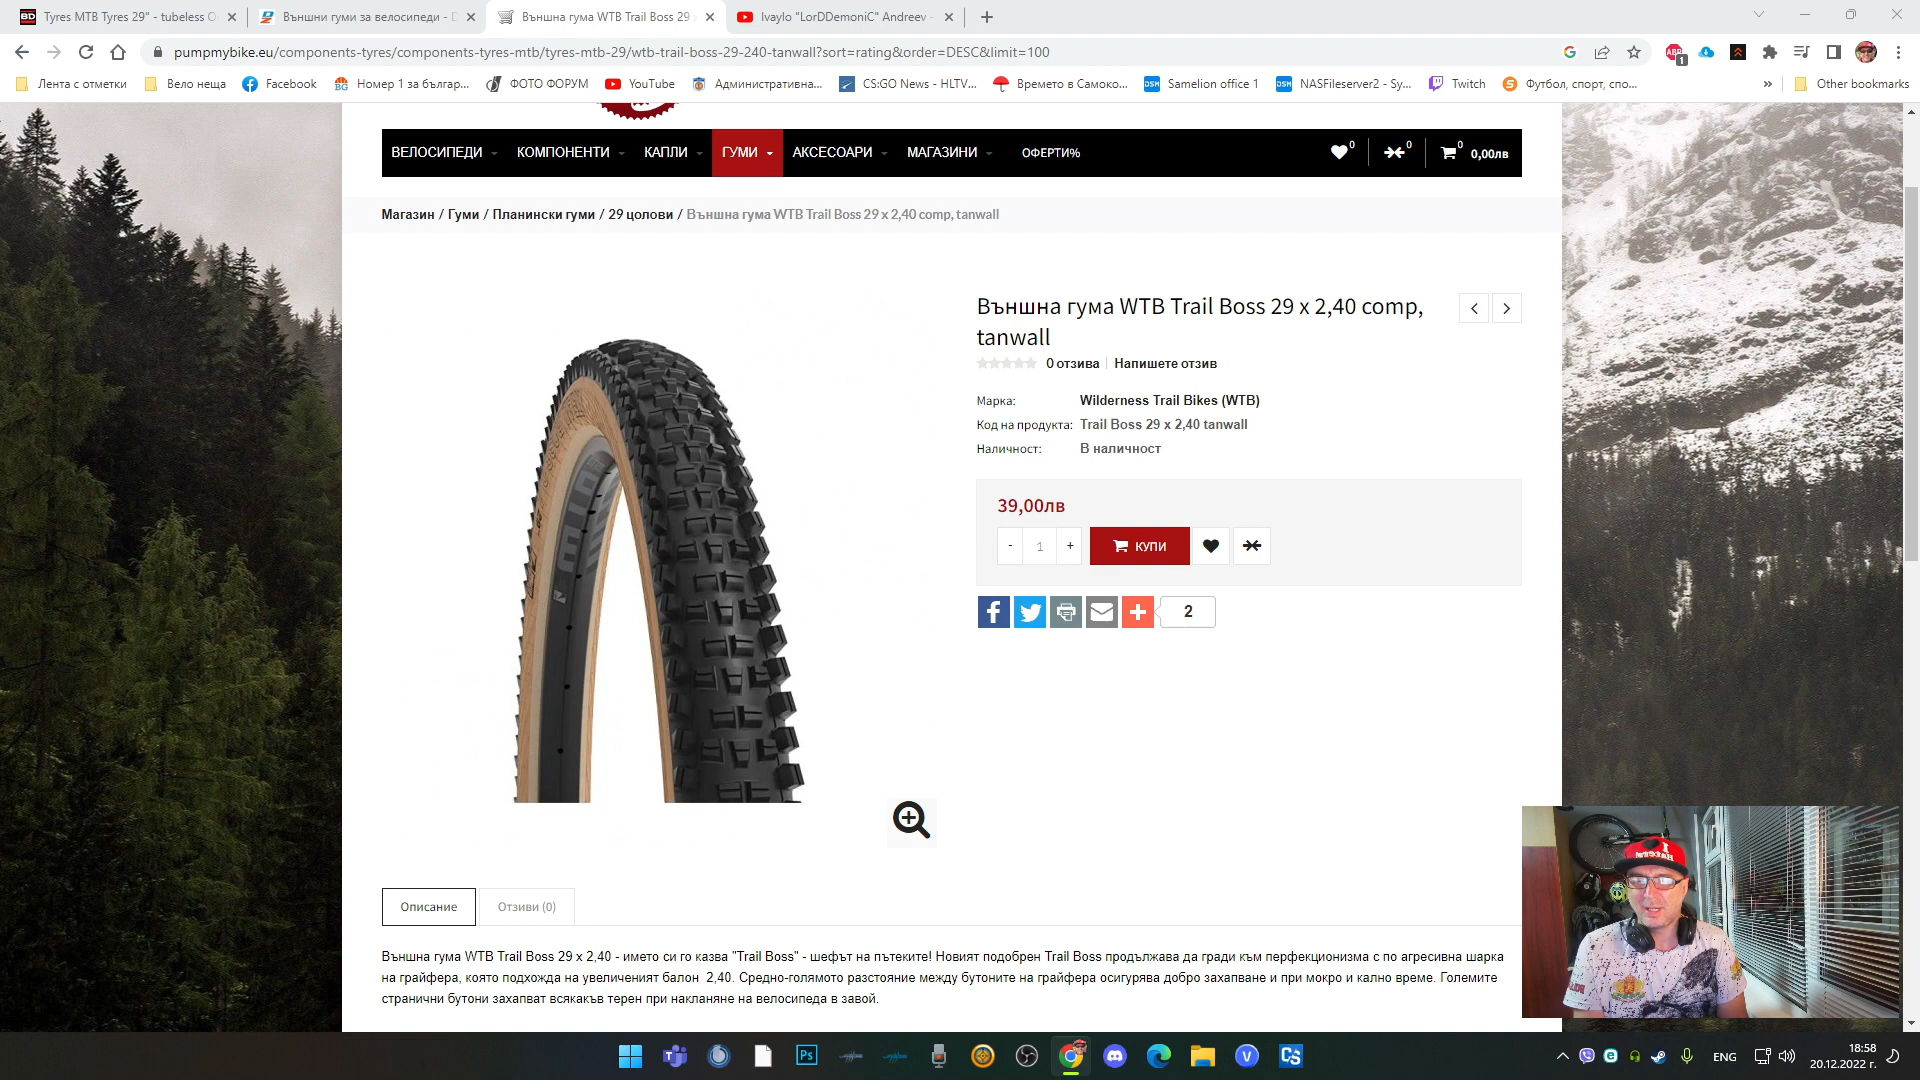 Tyres MTB Tyres 29" - tubeless O
Външни гуми за велосипеди - D
Външна гума WTB Trail Boss 29
Ivaylo "LorDDemoniC" Andreev -
pumpmybike.eu/components-tyres/components-tyres-mtb/tyres-mtb-29/wtb-trail-boss-29-240-tanwall?sort=rating&order=DESC&limit=100
Лента с отметки
Вело неща
Facebook
Номер 1 за българ...
ФОТО ФОРУМ
YouTube
Административна...
CS:GO News - HLTV...
Времето в Самоко...
Samelion office 1
NASFileserver2 - Sy...
Twitch
Футбол, спорт, спо...
»
Other bookmarks
ВЕЛОСИПЕДИ
КОМПОНЕНТИ
КАПЛИ
ГУМИ
АКСЕСОАРИ
МАГАЗИНИ
ОФЕРТИ%
0
0
0
0,00лв
Магазин / Гуми / Планински гуми / 29 цолови / Външна гума WTB Trail Boss 29 x 2,40 comp, tanwall
Външна гума WTB Trail Boss 29 x 2,40 comp,
tanwall
0 отзива | Напишете отзив
Марка: Wilderness Trail Bikes (WTB)
Код на продукта: Trail Boss 29 x 2,40 tanwall
Наличност: В наличност
39,00лв
- 1 + КУПИ
2
Описание
Отзиви (0)
Външна гума WTB Trail Boss 29 x 2,40 - името си го казва "Trail Boss" - шефът на пътеките! Новият подобрен Trail Boss продължава да гради към перфекционизма с по агресивна шарка
на грайфера, която подхожда на увеличеният балон 2,40. Средно-голямото разстояние между бутоните на грайфера осигурява добро захапване и при мокро и кално време. Големите
странични бутони захапват всякакъв терен при накланяне на велосипеда в завой.
ENG
18:58
20.12.2022 г.